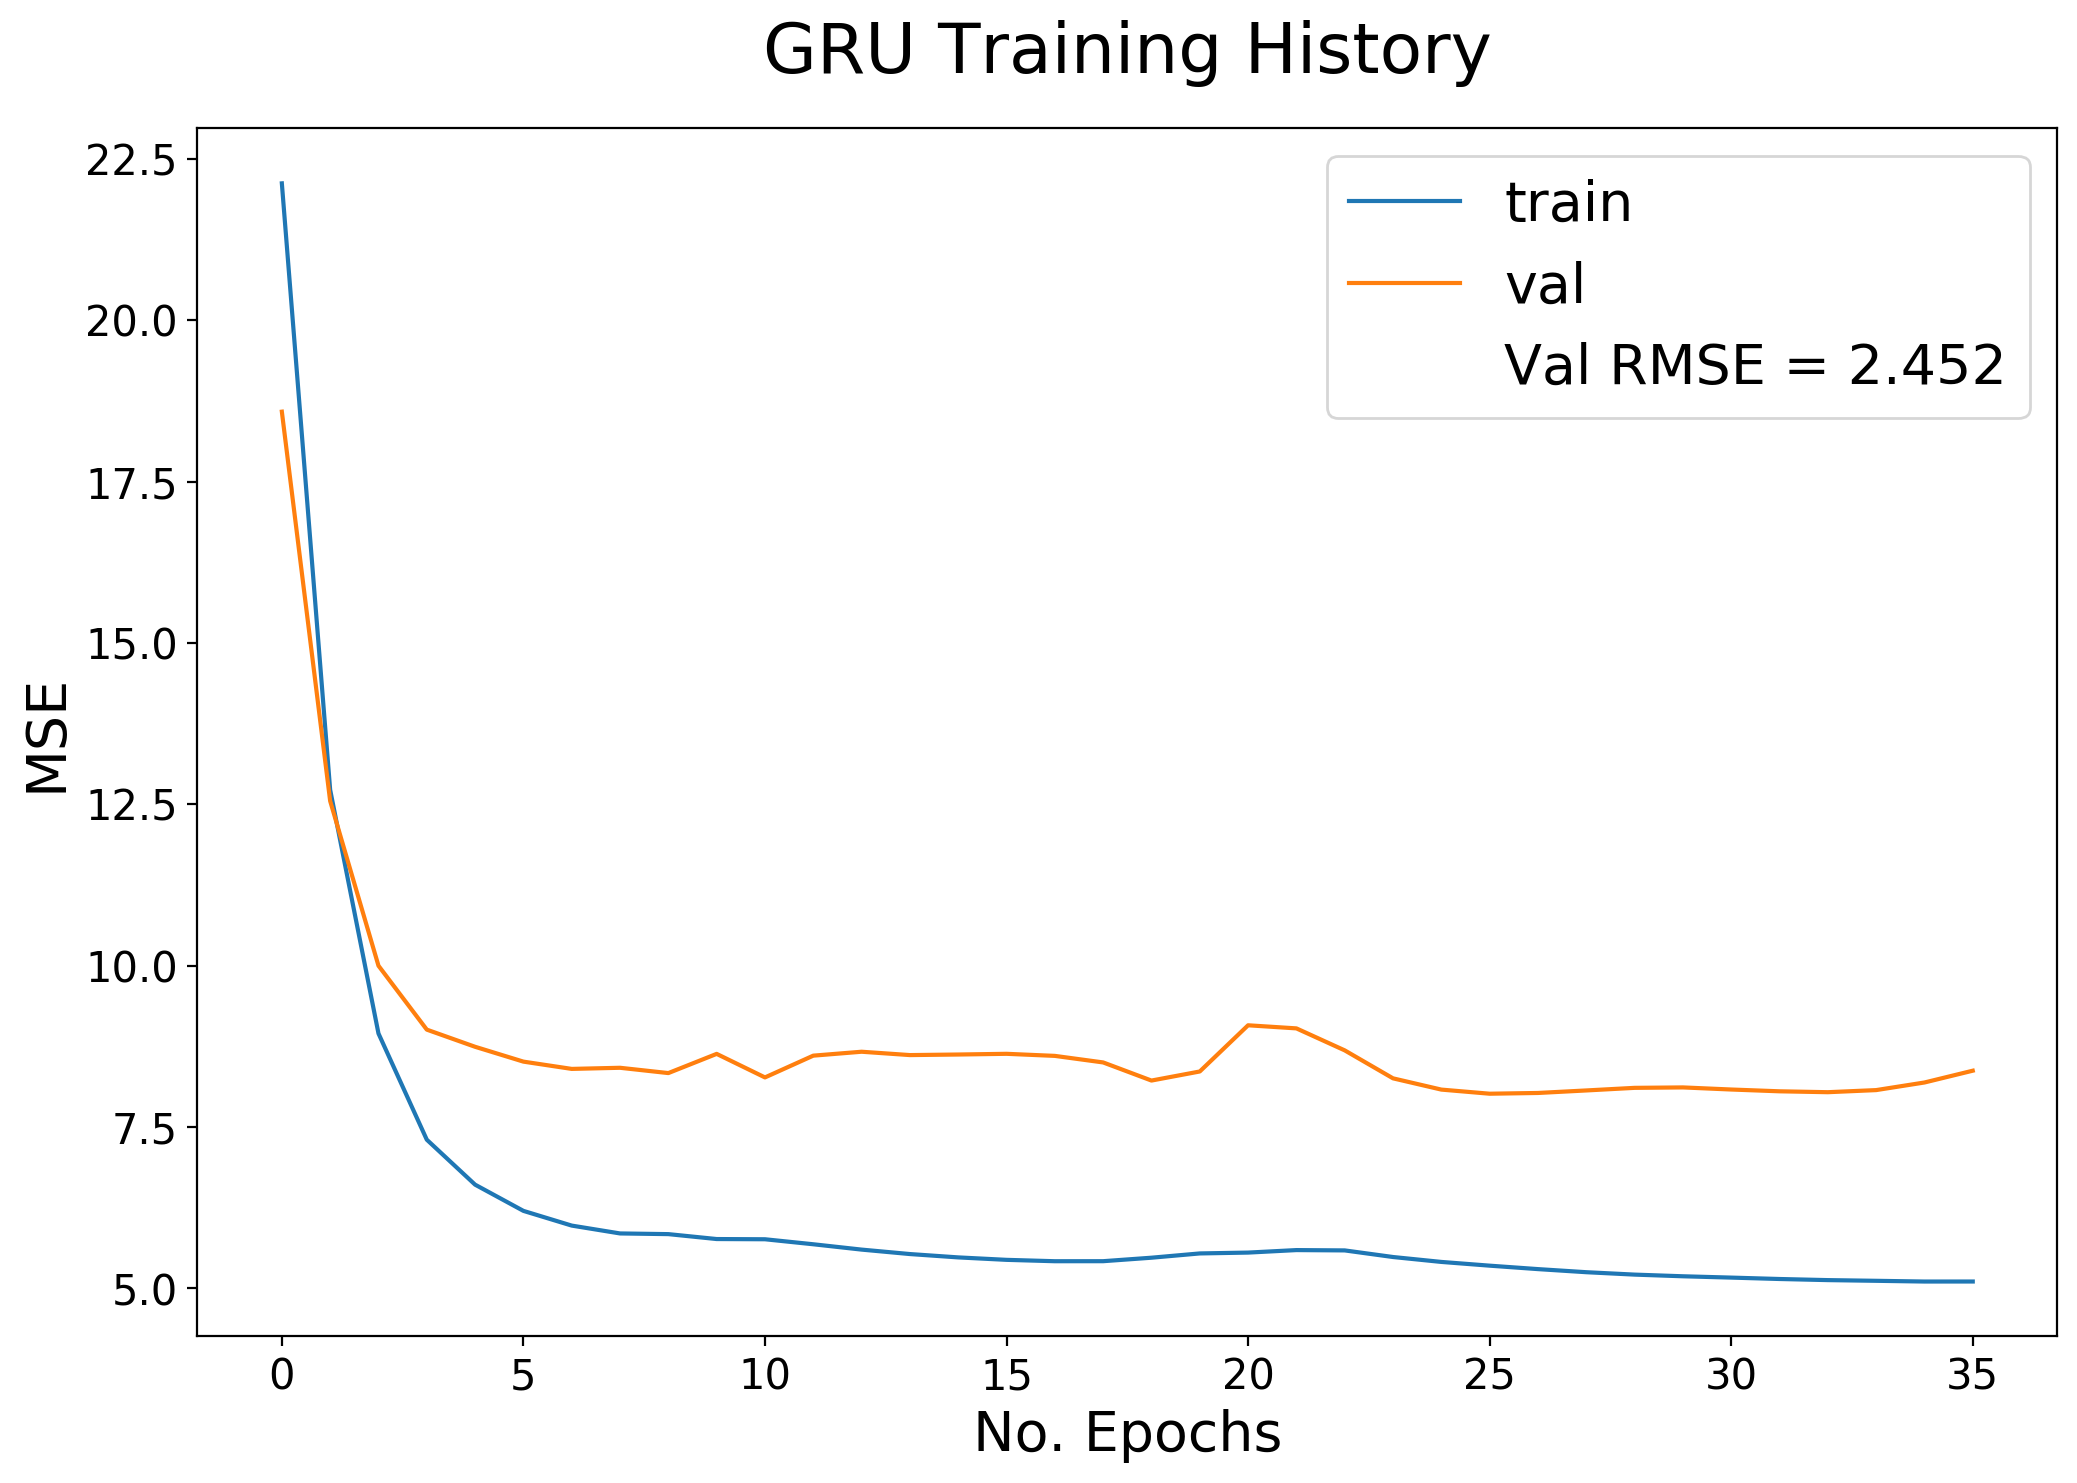 GRU Training History
22.5
20.0
17.5
15.0
12.5
10.0
7.5
5.0
MSE
train
val
Val RMSE = 2.452
0 5 10 15 20 25 30 35
No. Epochs